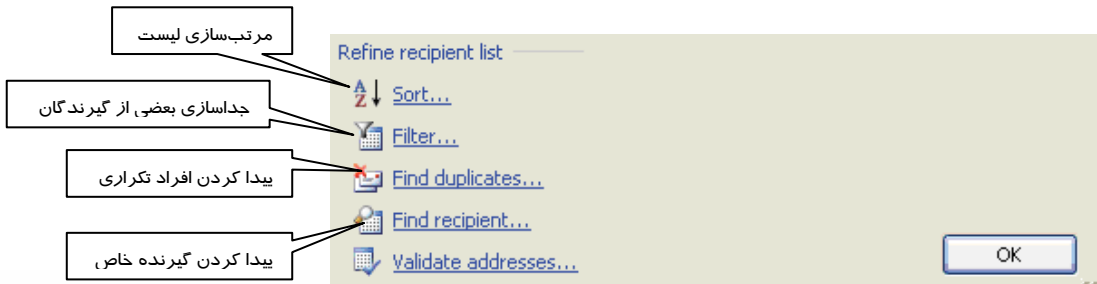 مرتب‌سازی لیست
Refine recipient list
Sort...
جداسازی بعضی از گیرندگان
Filter...
پیدا کردن افراد تکراری
Find duplicates...
پیدا کردن گیرنده خاص
Find recipient...
Validate addresses...
OK